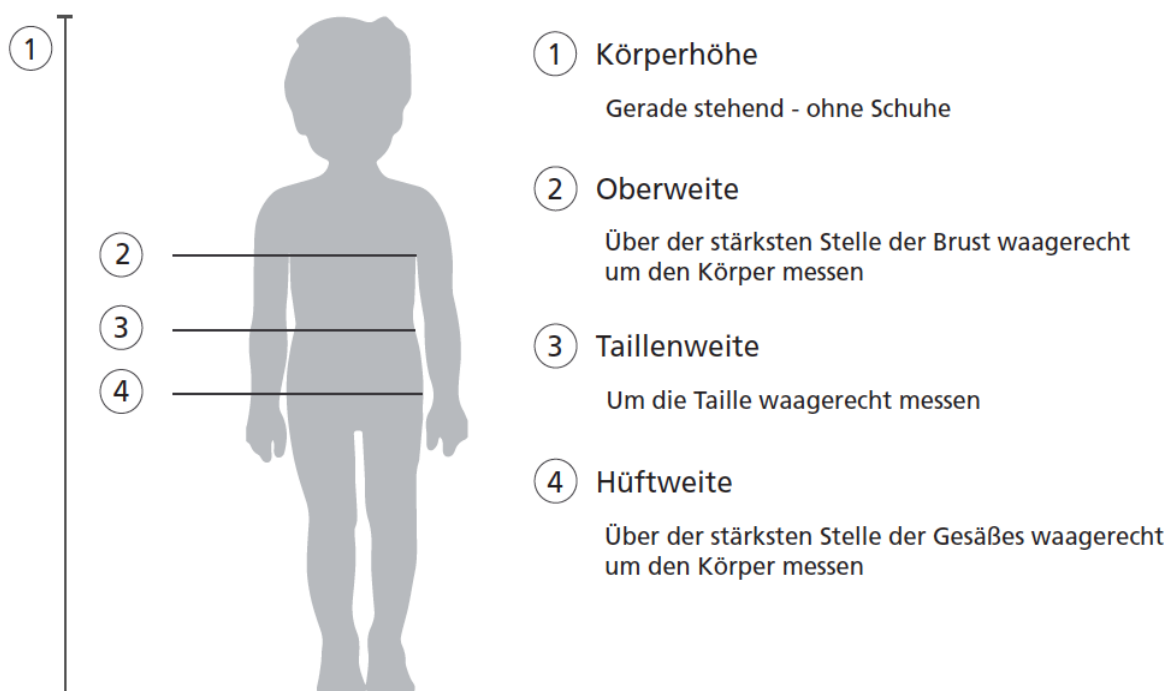 1
1 Körperhöhe
Gerade stehend - ohne Schuhe
2 Oberweite
Über der stärksten Stelle der Brust waagerecht
um den Körper messen
2
3
3 Taillenweite
4
Um die Taille waagerecht messen
4 Hüftweite
Über der stärksten Stelle der Gesäßes waagerecht
um den Körper messen